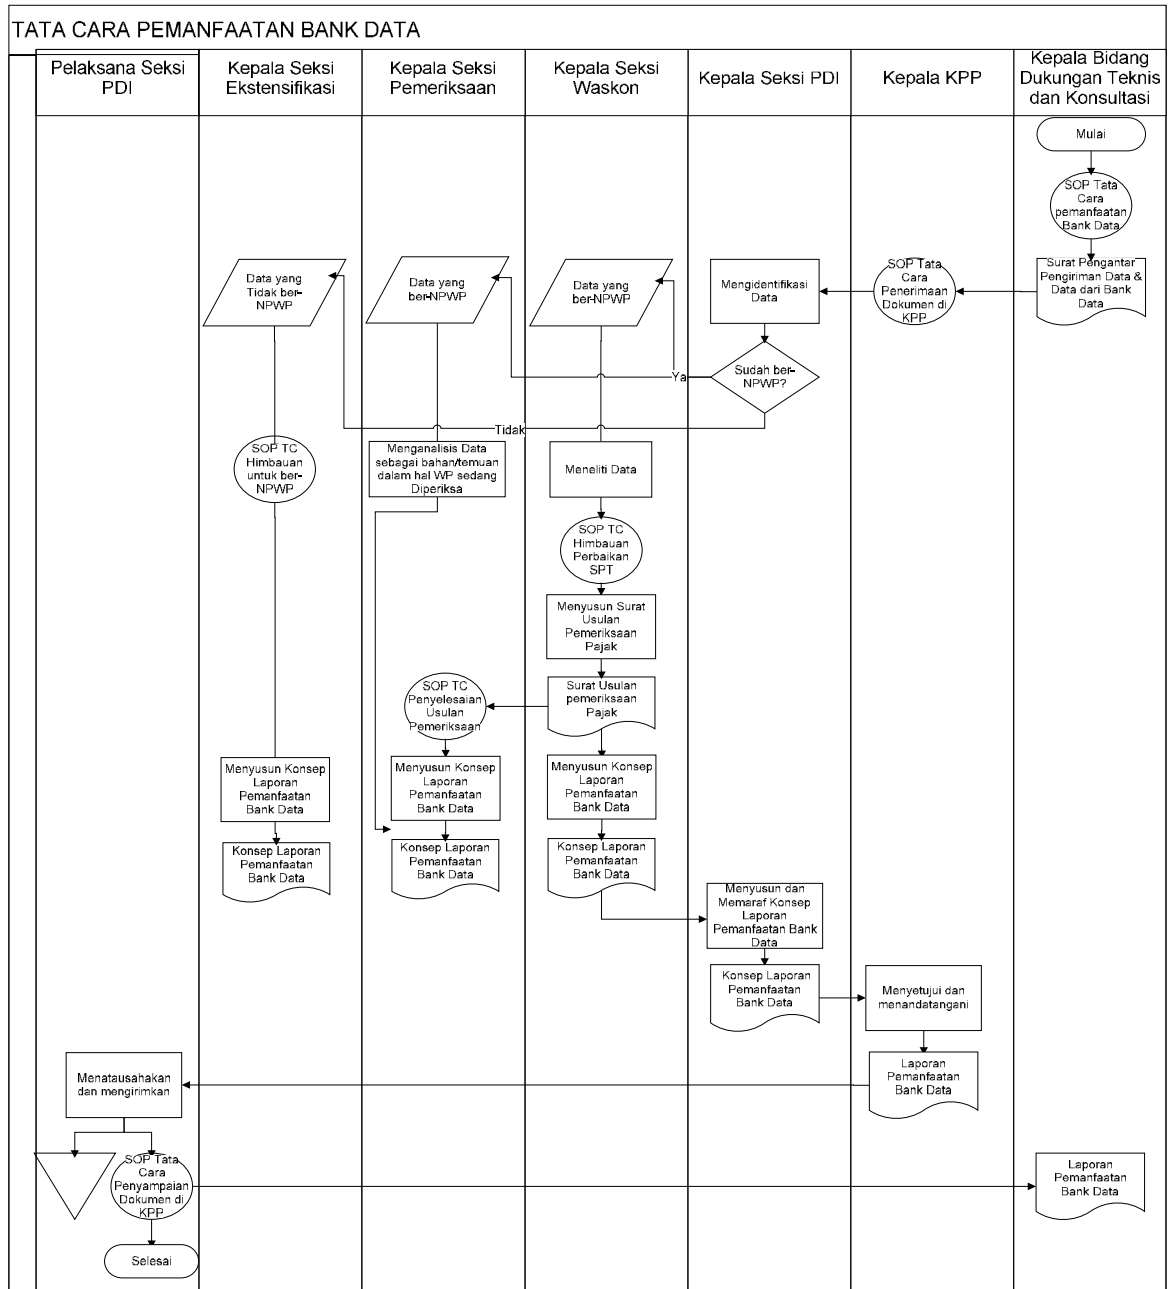 TATA CARA PEMANFAATAN BANK DATA
Pelaksana Seksi
PDI
Kepala Seksi
Ekstensifikasi
Kepala Seksi
Pemeriksaan
Kepala Seksi
Waskon
Kepala Seksi PDI
Kepala KPP
Kepala Bidang
Dukungan Teknis
dan Konsultasi
Mulai
SOP Tata
Cara
pemanfaatan
Bank Data
Data yang
Tidak ber-
NPWP
Data yang
ber-NPWP
Data yang
ber-NPWP
Mengidentifikasi
Data
SOP Tata
Cara
Penerimaan
Dokumen di
KPP
Surat Pengantar
Pengiriman Data &
Data dari Bank
Data
Sudah ber-
NPWP?
Ya
Tidak
SOP TC
Himbauan
untuk ber-
NPWP
Menganalisis Data
sebagai bahan/temuan
dalam hal WP sedang
Diperiksa
Meneliti Data
SOP TC
Himbauan
Perbaikan
SPT
Menyusun Surat
Usulan
Pemeriksaan
Pajak
SOP TC
Penyelesaian
Usulan
Pemeriksaan
Surat Usulan
pemeriksaan
Pajak
Menyusun Konsep
Laporan
Pemanfaatan
Bank Data
Menyusun Konsep
Laporan
Pemanfaatan
Bank Data
Menyusun Konsep
Laporan
Pemanfaatan
Bank Data
Konsep Laporan
Pemanfaatan
Bank Data
Konsep Laporan
Pemanfaatan
Bank Data
Konsep Laporan
Pemanfaatan
Bank Data
Menyusun dan
Memaraf Konsep
Laporan
Pemanfaatan Bank
Data
Konsep Laporan
Pemanfaatan
Bank Data
Menyetujui dan
menandatangani
Laporan
Pemanfaatan
Bank Data
Menatausahakan
dan mengirimkan
SOP Tata
Cara
Penyampaian
Dokumen di
KPP
Laporan
Pemanfaatan
Bank Data
Selesai